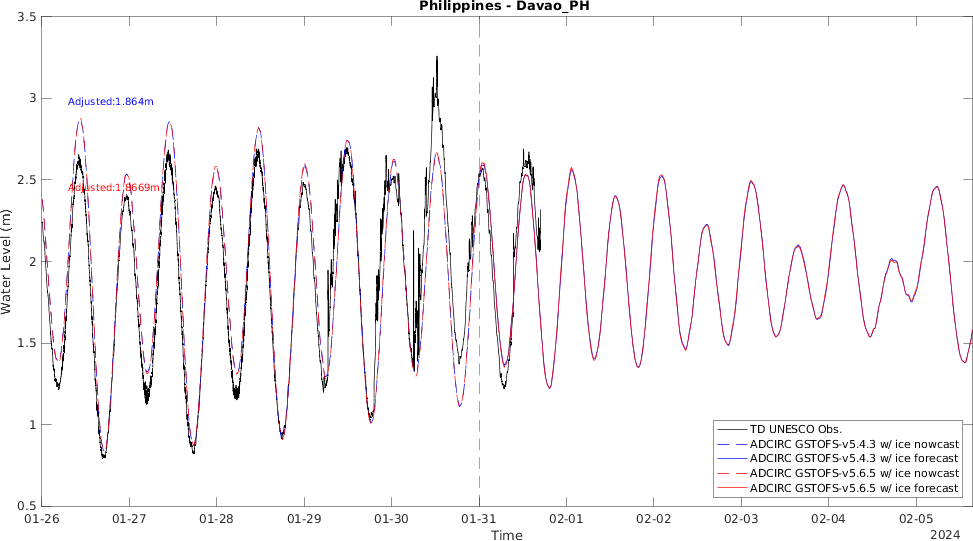 Philippines - Davao_PH
3.5
3
2.5
2
1.5
1
0.5
Water Level (m)
Adjusted:1.864m
Adjusted:1.8669m
TD UNESCO Obs.
ADCIRC GSTOFS-v5.4.3 w/ ice nowcast
ADCIRC GSTOFS-v5.4.3 w/ ice forecast
ADCIRC GSTOFS-v5.6.5 w/ ice nowcast
ADCIRC GSTOFS-v5.6.5 w/ ice forecast
01-26 01-27 01-28 01-29 01-30 01-31 02-01 02-02 02-03 02-04 02-05
Time
2024